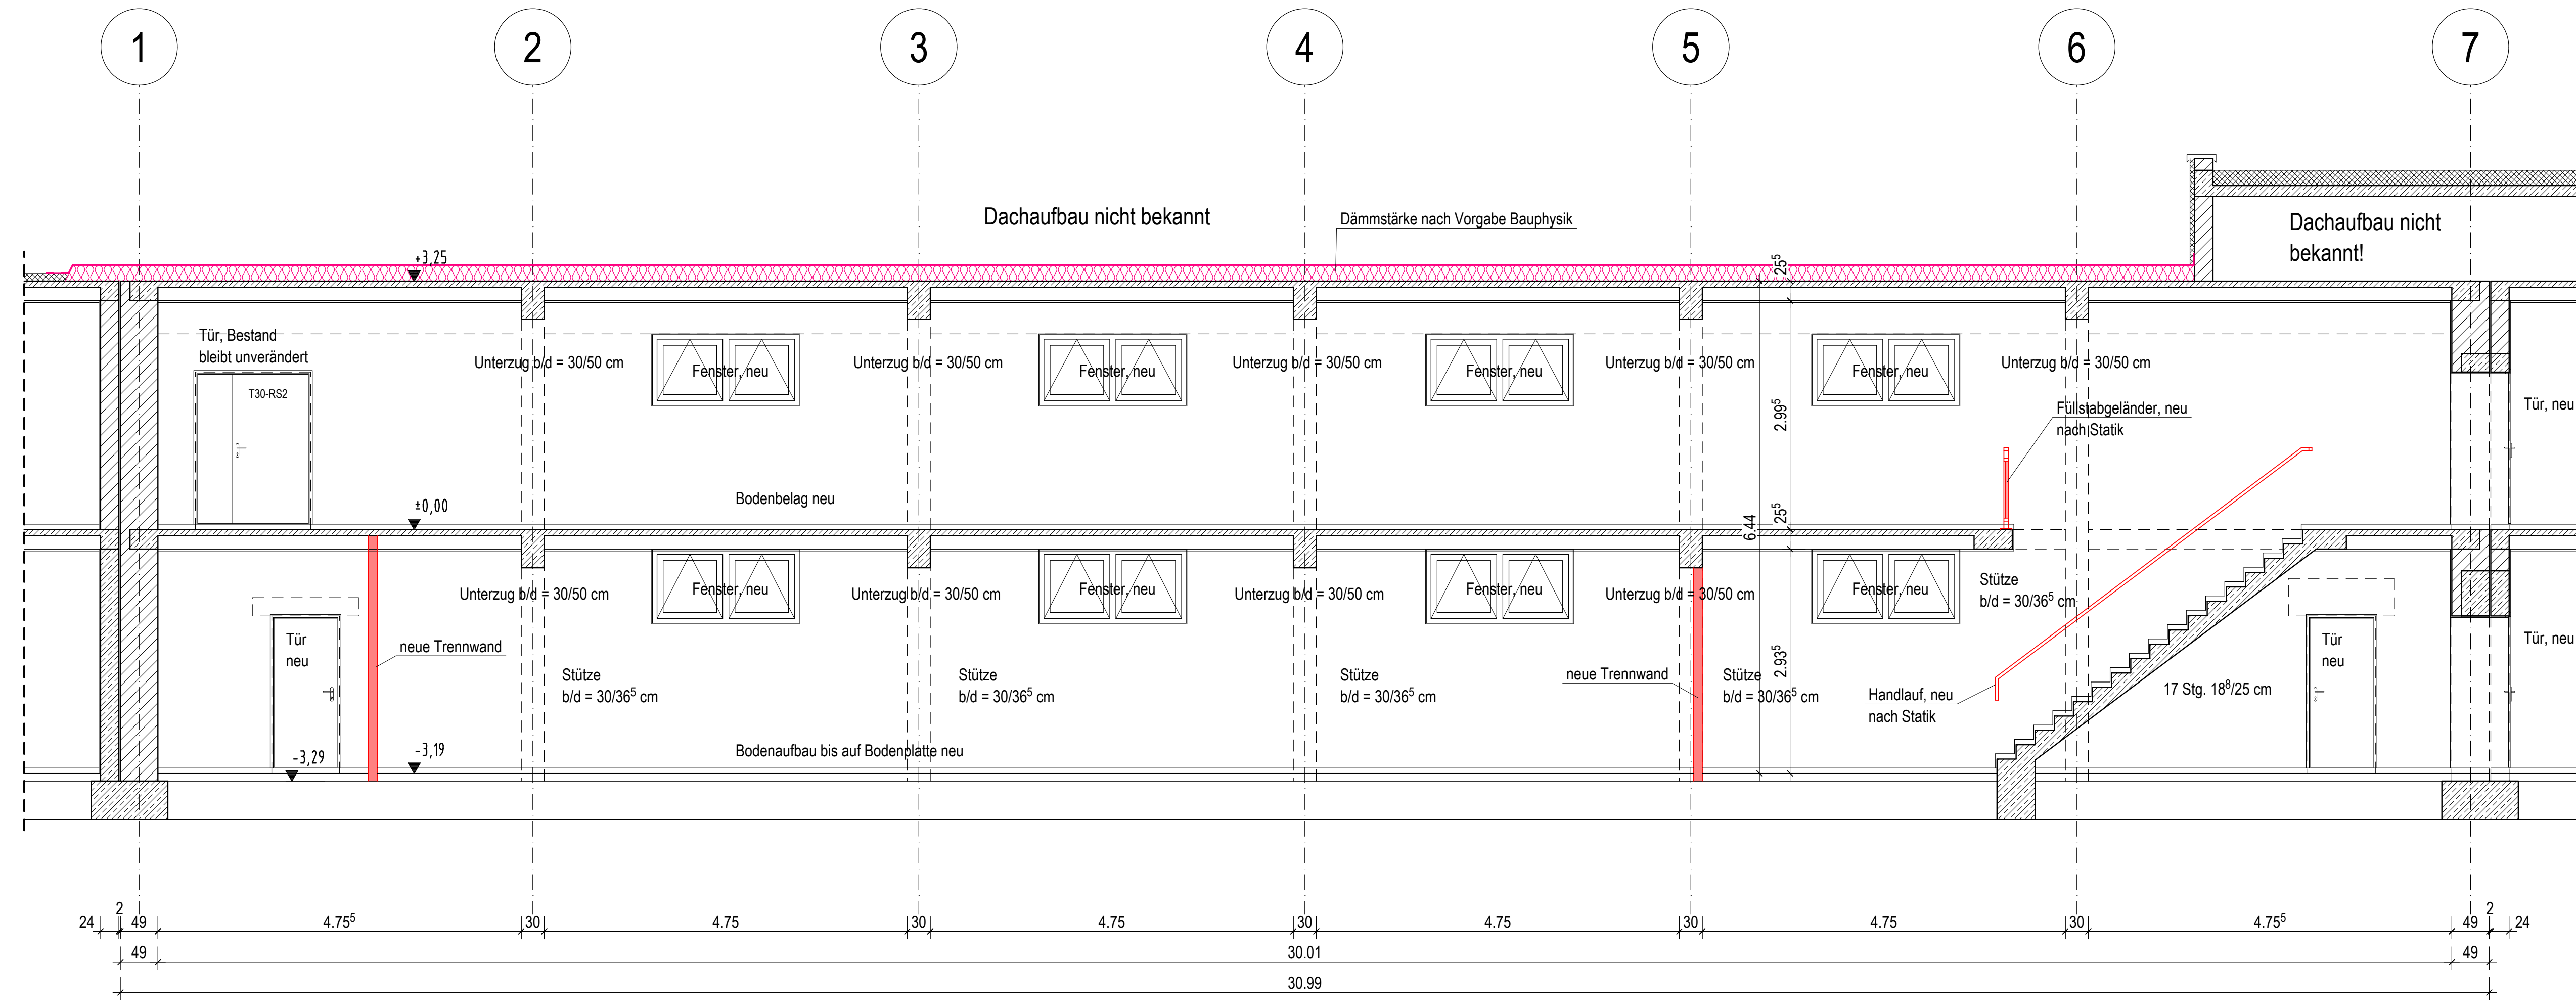 1 2 3 4 5 6 7
Dachaufbau nicht bekannt
Dämmstärke nach Vorgabe Bauphysik
Dachaufbau nicht
bekannt!
+3,25
25⁵
Tür, Bestand
bleibt unverändert
T30-RS2
Unterzug b/d = 30/50 cm
Fenster, neu
Unterzug b/d = 30/50 cm
Fenster, neu
Unterzug b/d = 30/50 cm
Fenster, neu
Unterzug b/d = 30/50 cm
Fenster, neu
Unterzug b/d = 30/50 cm
2.99⁵
Füllstabgeländer, neu
nach Statik
Tür, neu
Bodenbelag neu
±0,00
25⁵
6.44
Unterzug b/d = 30/50 cm
Fenster, neu
Unterzug b/d = 30/50 cm
Fenster, neu
Unterzug b/d = 30/50 cm
Fenster, neu
Unterzug b/d = 30/50 cm
Fenster, neu
Stütze
b/d = 30/36⁵ cm
Tür
neu
neue Trennwand
Stütze
b/d = 30/36⁵ cm
Stütze
b/d = 30/36⁵ cm
Stütze
b/d = 30/36⁵ cm
neue Trennwand
Stütze
b/d = 30/36⁵ cm
2.93⁵
Handlauf, neu
nach Statik
17 Stg. 18⁸/25 cm
Tür
neu
Tür, neu
-3,29
-3,19
Bodenaufbau bis auf Bodenplatte neu
24 2 49 4.75⁵ 30 4.75 30 4.75 30 4.75 30 4.75 30 4.75⁵ 49 2 24
49 30.01 49
30.99